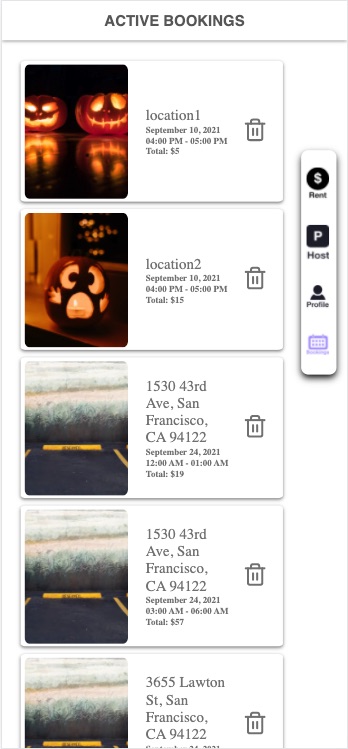 ACTIVE BOOKINGS
location1
September 10, 2021
04:00 PM - 05:00 PM
Total: $5
location2
September 10, 2021
04:00 PM - 05:00 PM
Total: $15
1530 43rd
Ave, San
Francisco,
CA 94122
September 24, 2021
12:00 AM - 01:00 AM
Total: $19
1530 43rd
Ave, San
Francisco,
CA 94122
September 24, 2021
03:00 AM - 06:00 AM
Total: $57
3655 Lawton
St, San
Francisco,
CA 94122
September 24, 2021
$
Rent
P
Host
Profile
Bookings